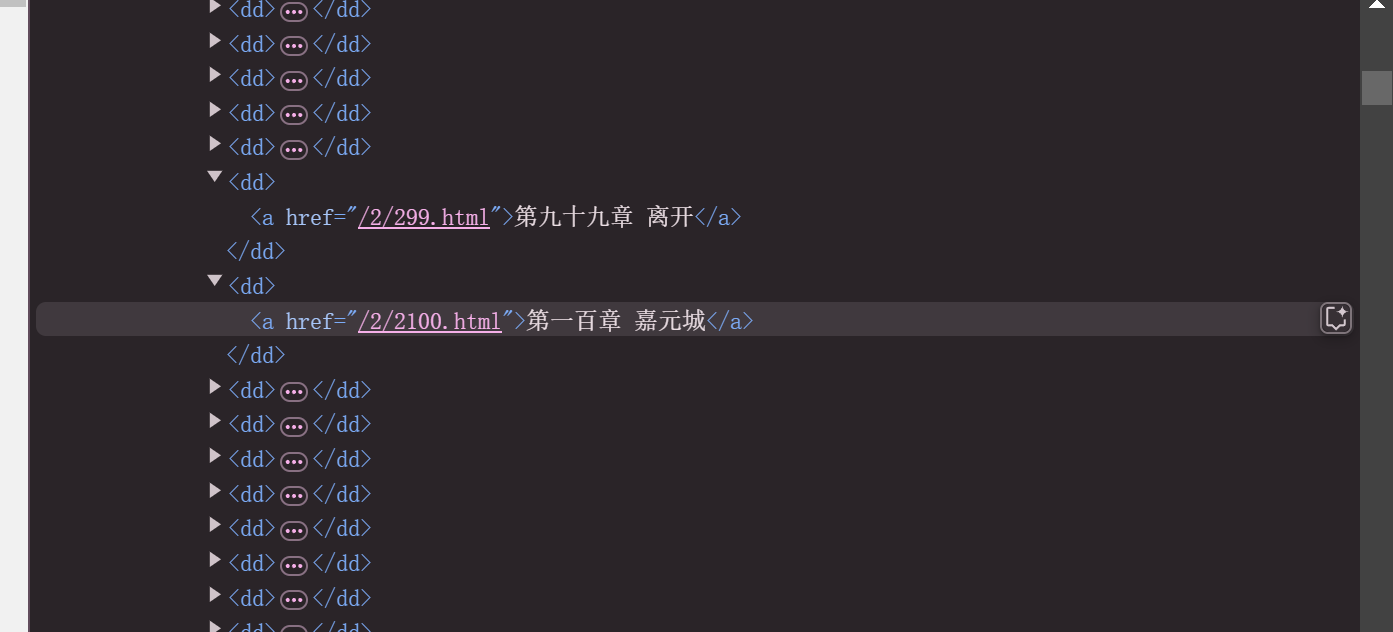 <dd>•••</dd>
<dd>•••</dd>
<dd>•••</dd>
<dd>•••</dd>
<dd>•••</dd>
<dd>
<a href="/2/299.html">第九十九章 离开</a>
</dd>
<dd>
<a href="/2/2100.html">第一百章 嘉元城</a>
</dd>
<dd>•••</dd>
<dd>•••</dd>
<dd>•••</dd>
<dd>•••</dd>
<dd>•••</dd>
<dd>•••</dd>
<dd>•••</dd>
<dd>•••</dd>